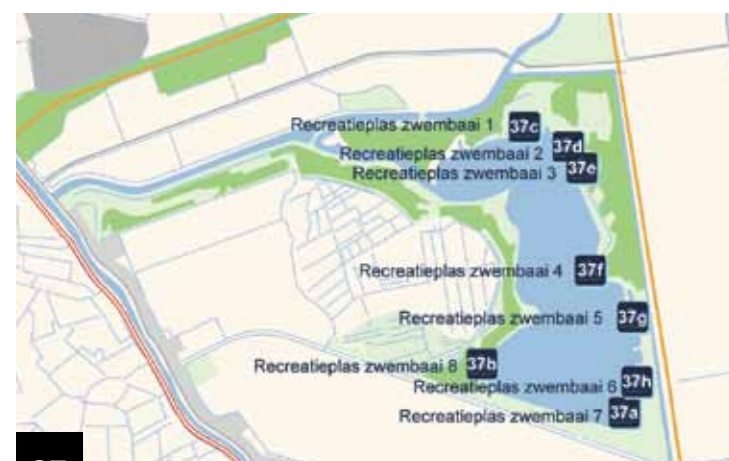 Recreatieplas zwembaai 1 37c
Recreatieplas zwembaai 2 37d
Recreatieplas zwembaai 3 37e
Recreatieplas zwembaai 4 37f
Recreatieplas zwembaai 5 37g
Recreatieplas zwembaai 8 37b
Recreatieplas zwembaai 6 37h
Recreatieplas zwembaai 7 37a